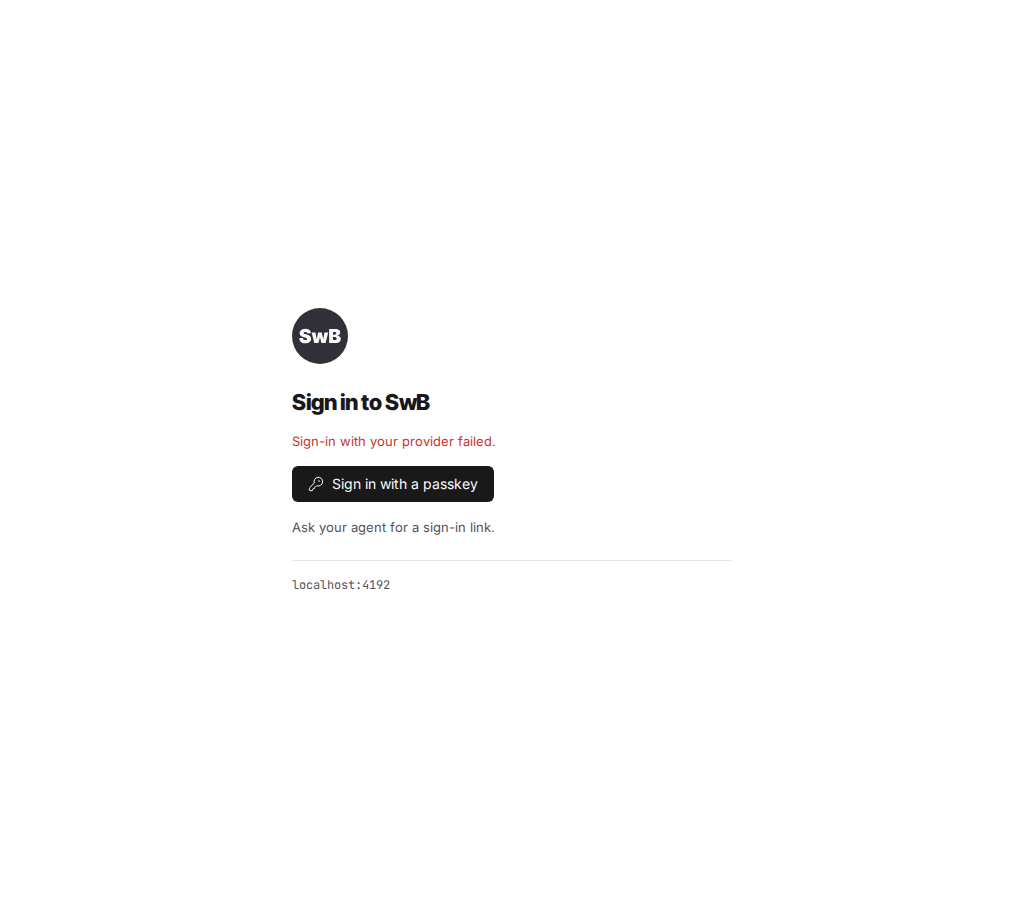 SwB
Sign in to SwB
Sign-in with your provider failed.
Sign in with a passkey
Ask your agent for a sign-in link.
localhost:4192